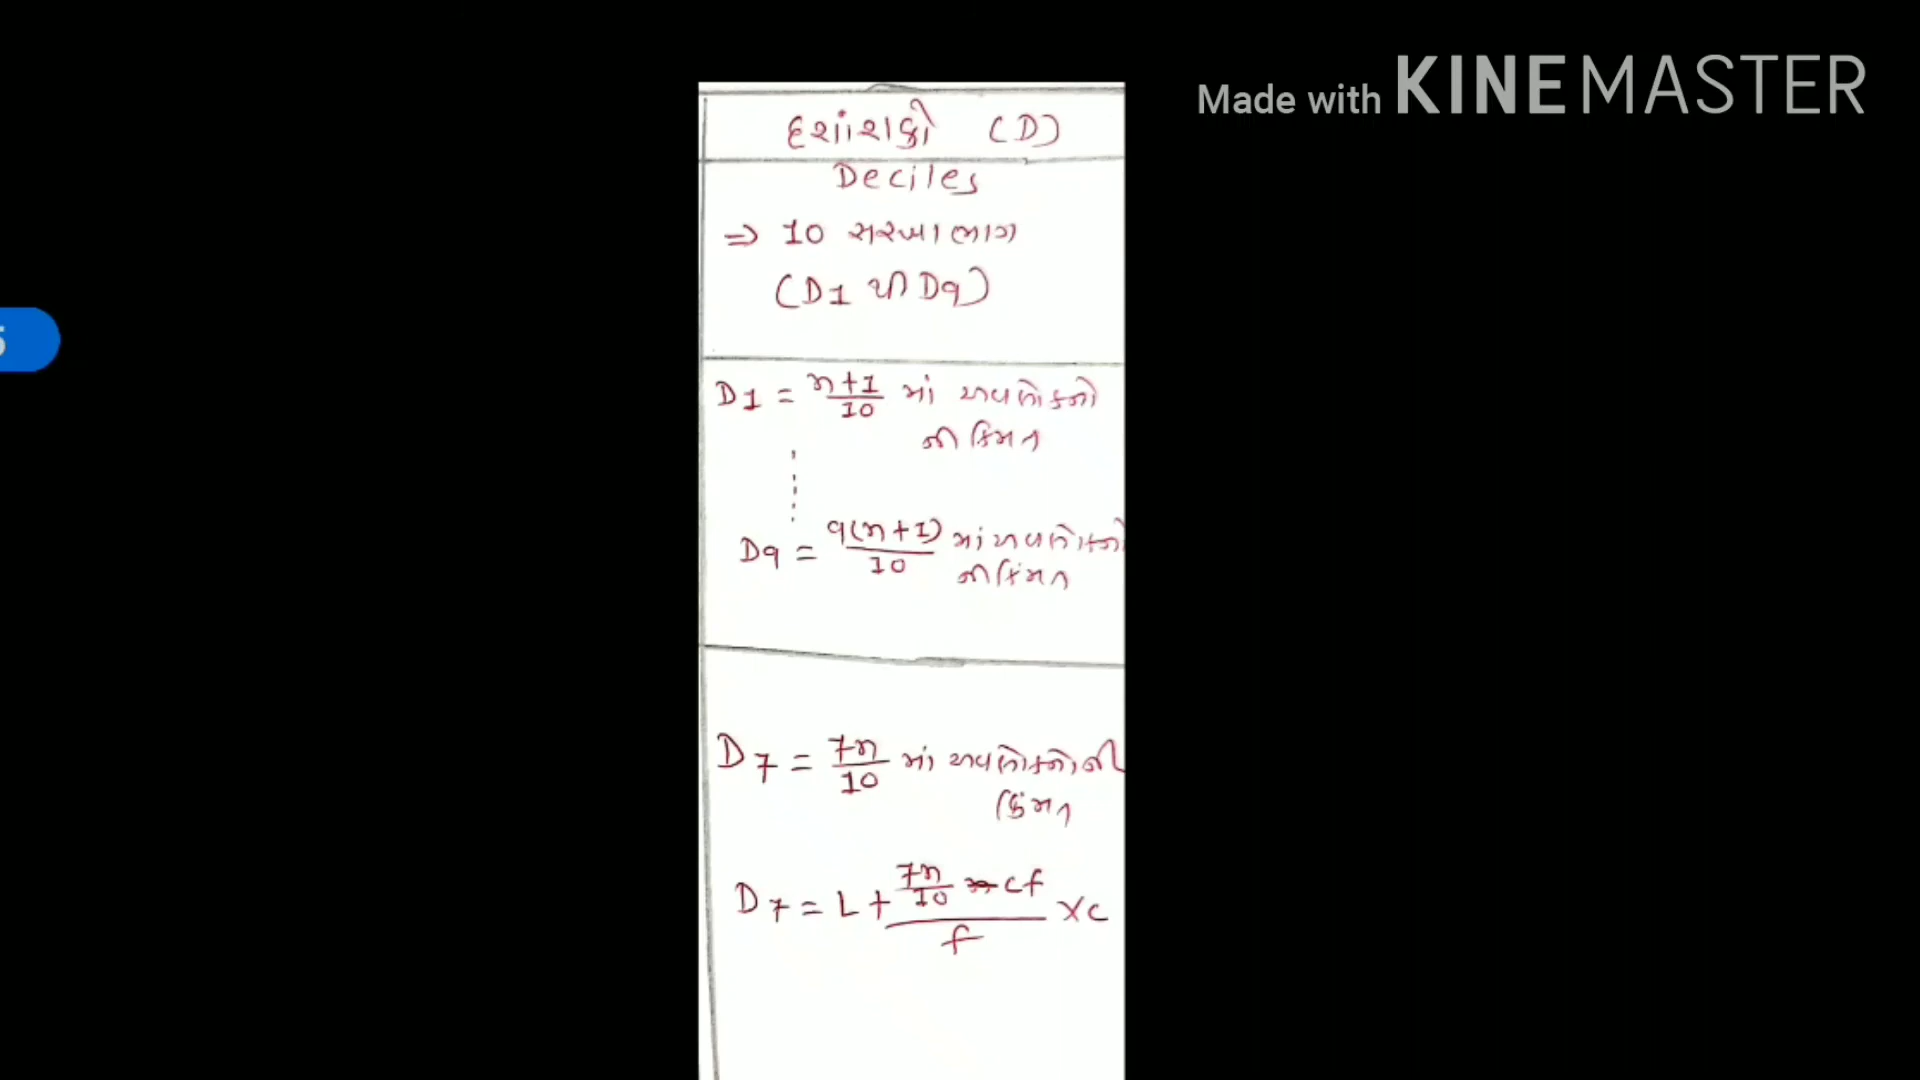 Made with KINEMASTER
દશાંશકો (D)
Deciles
⇒ 10 સરખા ભાગ
(D1 થી D9)
D1 = n+1/10 માં અવલોકનો
ની કિંમત
D9 = 9(n+1)/10 માં અવલોકનો
ની કિંમત
D7 = 7n/10 માં અવલોકનોની
કિંમત
D7 = L + (7n/10 - cf)/f × c